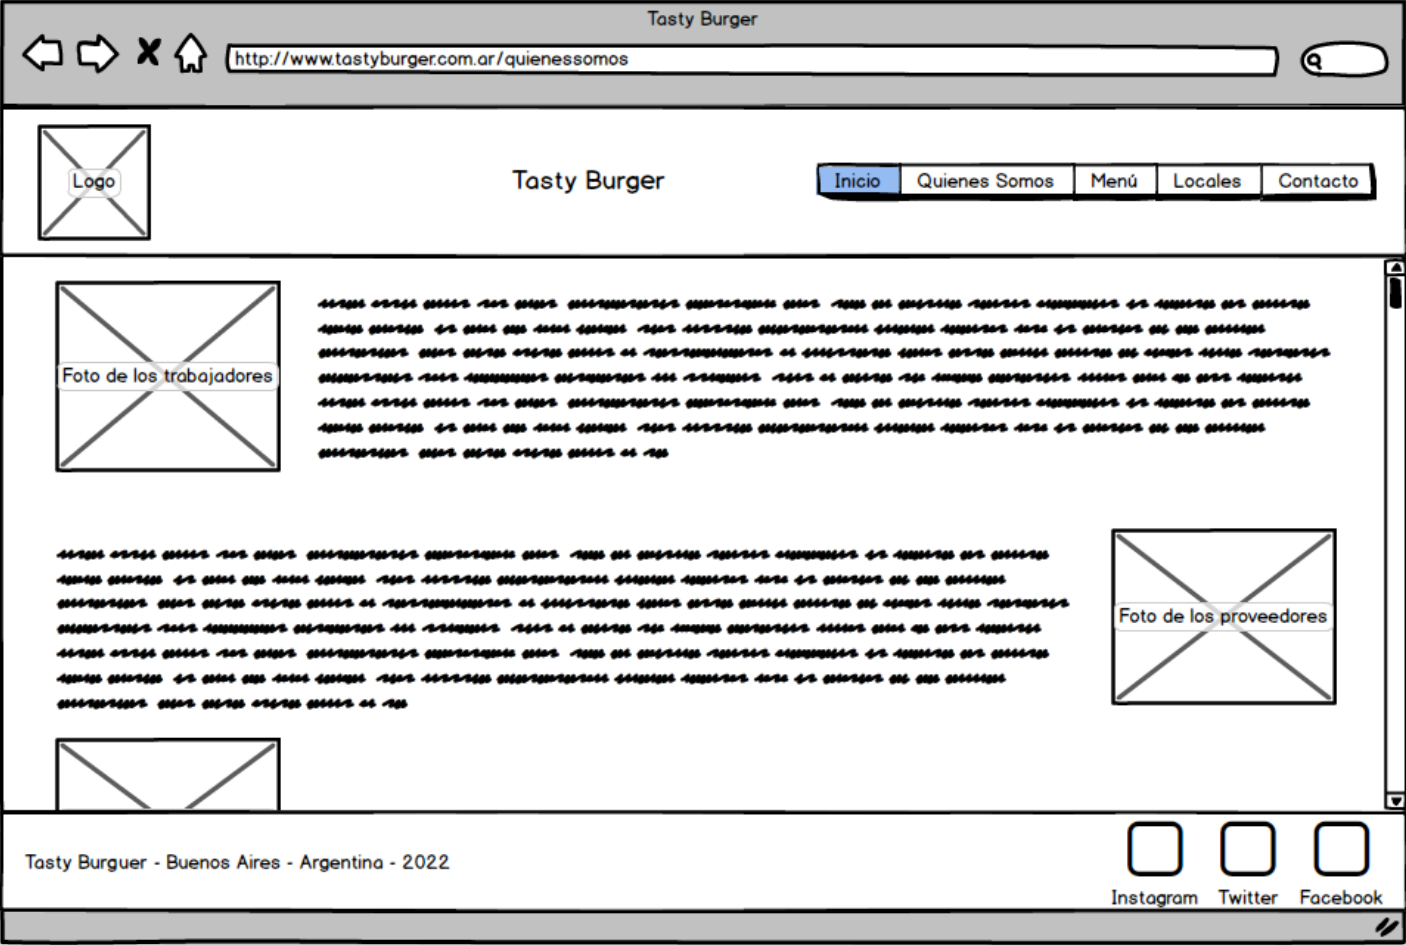 Tasty Burger
http://www.tastyburger.com.ar/quienessomos
Logo
Tasty Burger
Inicio Quienes Somos Menú Locales Contacto
Foto de los trabajadores
Foto de los proveedores
Tasty Burguer - Buenos Aires - Argentina - 2022
Instagram Twitter Facebook